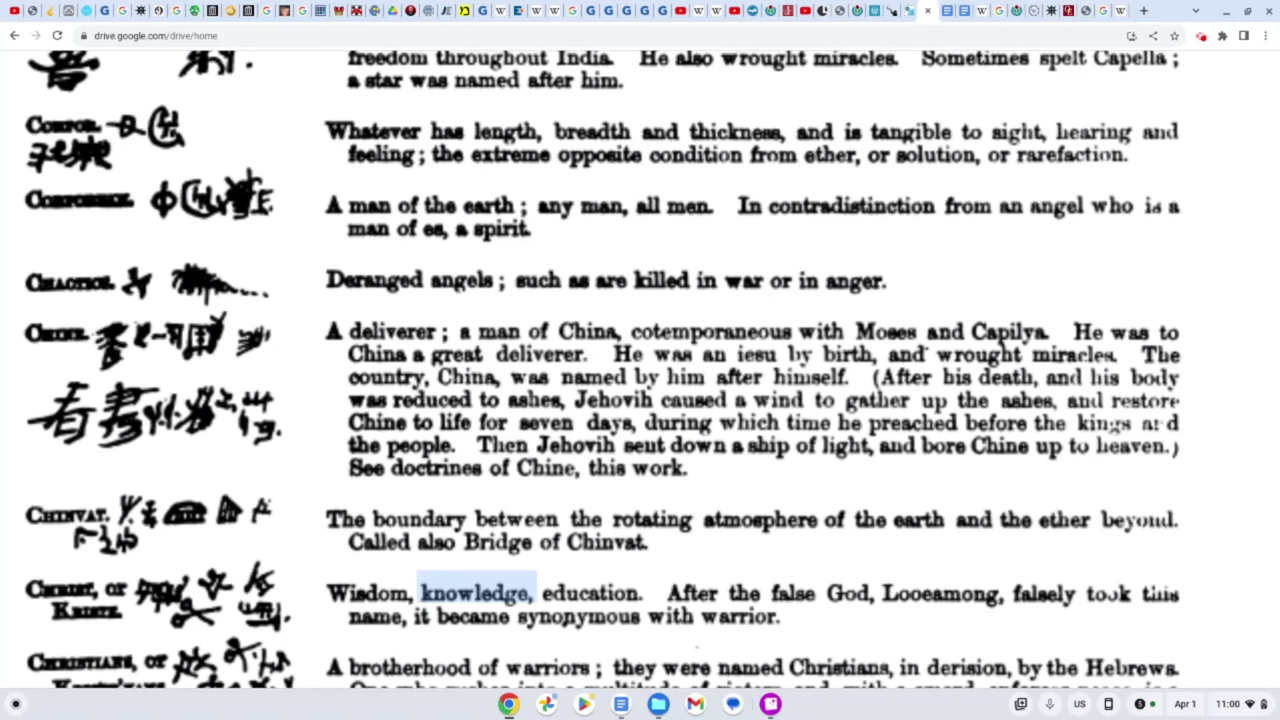 drive.google.com/drive/home
freedom throughout India. He also wrought miracles. Sometimes spelt Capella ;
a star was named after him.
CORPOR.
Whatever has length, breadth and thickness, and is tangible to sight, hearing and
feeling ; the extreme opposite condition from ether, or solution, or rarefaction.
A man of the earth ; any man, all men. In contradistinction from an angel who is a
man of es, a spirit.
Deranged angels ; such as are killed in war or in anger.
CHINE.
A deliverer ; a man of China, cotemporaneous with Moses and Capilya. He was to
China a great deliverer. He was an iesu by birth, and wrought miracles. The
country, China, was named by him after himself. (After his death, and his body
was reduced to ashes, Jehovih caused a wind to gather up the ashes, and restore
Chine to life for seven days, during which time he preached before the kings and
the people. Then Jehovih sent down a ship of light, and bore Chine up to heaven.)
See doctrines of Chine, this work.
CHINVAT.
The boundary between the rotating atmosphere of the earth and the ether beyond.
Called also Bridge of Chinvat.
CHRIST, OR
KRISTE.
Wisdom, knowledge, education. After the false God, Looeamong, falsely took this
name, it became synonymous with warrior.
CHRISTIANS, OR
A brotherhood of warriors ; they were named Christians, in derision, by the Hebrews.
US
Apr 1
11:00